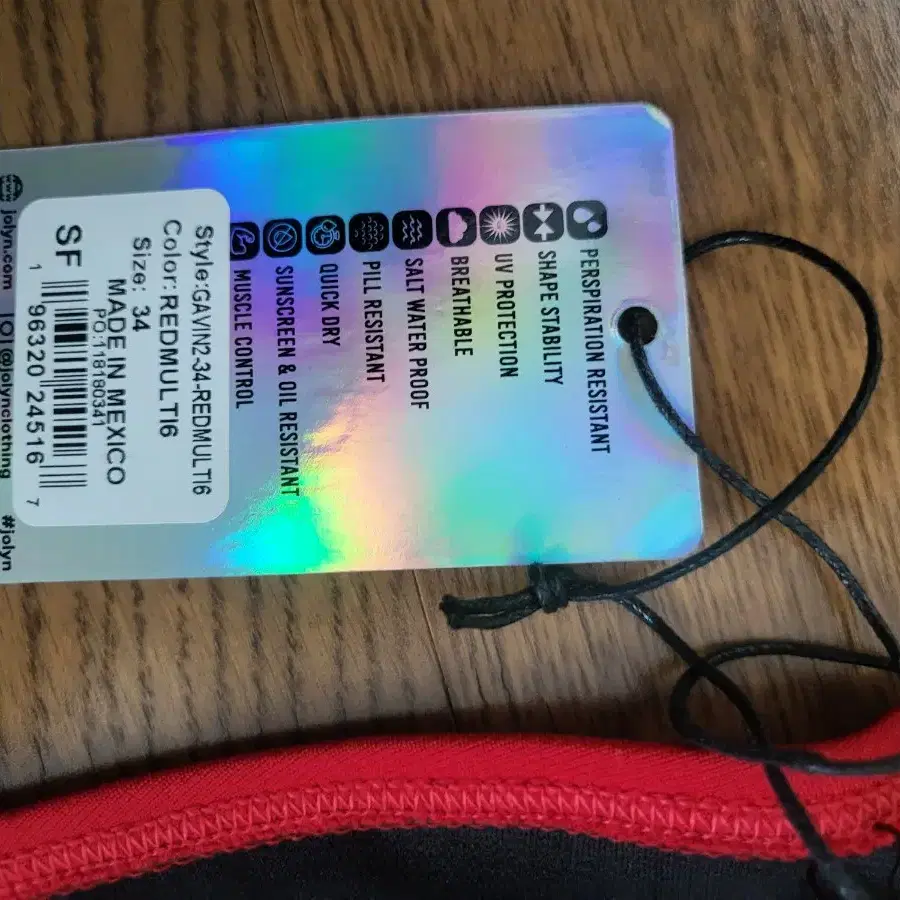 PERSPIRATION RESISTANT
SHAPE STABILITY
UV PROTECTION
BREATHABLE
SALT WATER PROOF
PILL RESISTANT
QUICK DRY
SUNSCREEN & OIL RESISTANT
MUSCLE CONTROL
Style:GAVIN2-34-REDMULTI6
Color:REDMULTI6
Size: 34
MADE IN MEXICO
PO:118180341
SF
1 96320 24516 7
www jolyn.com @jolynclothing #jolyn